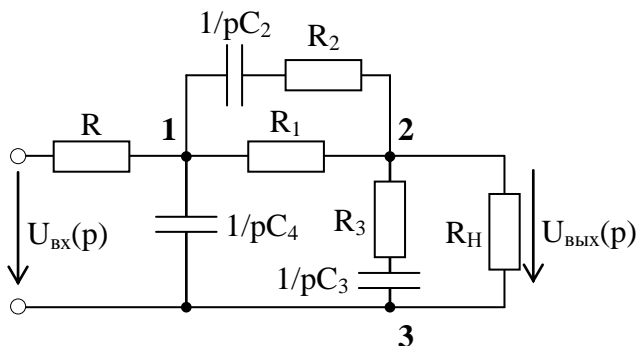 1/pC₂
R₂
R
1
R₁
2
Uвх(p)
1/pC₄
R₃
RН
Uвых(p)
1/pC₃
3